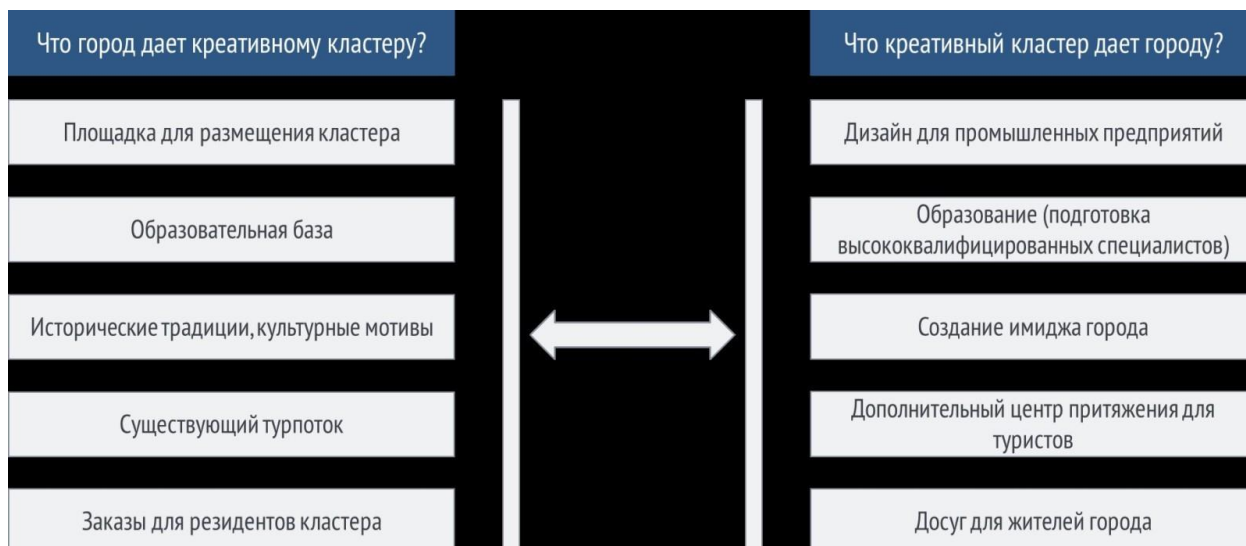 Что город дает креативному кластеру?
Площадка для размещения кластера
Образовательная база
Исторические традиции, культурные мотивы
Существующий турпоток
Заказы для резидентов кластера
Что креативный кластер дает городу?
Дизайн для промышленных предприятий
Образование (подготовка
высококвалифицированных специалистов)
Создание имиджа города
Дополнительный центр притяжения для
туристов
Досуг для жителей города